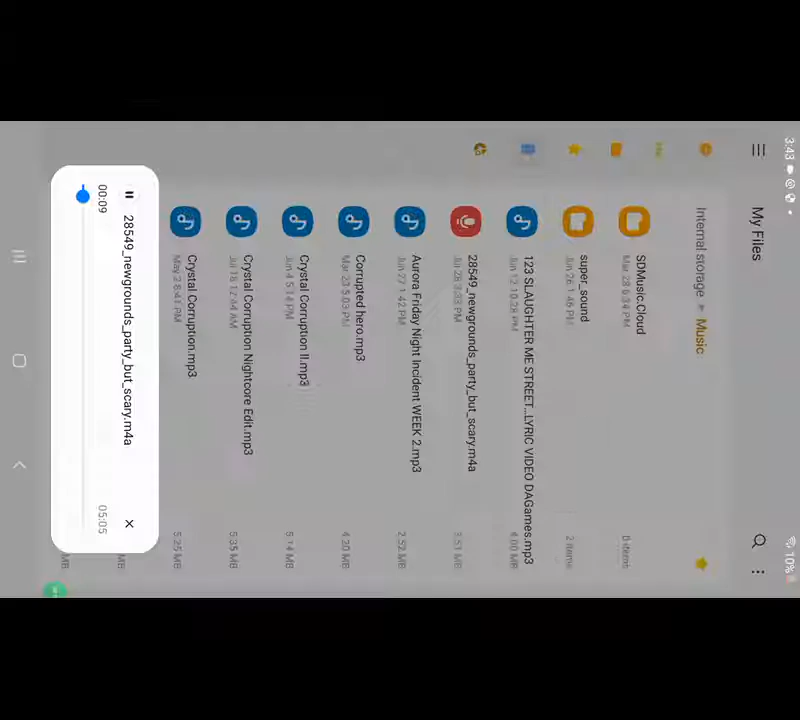 3:43
10%
My Files
Internal storage
Music
SDMusic.Cloud
Mar 28 6:34 PM
0 items
super_sound
Jun 26 1:46 PM
2 items
123 SLAUGHTER ME STREET...LYRIC VIDEO DAGames.mp3
Jun 12 10:28 PM
4.00 MB
28549_newgrounds_party_but_scary.m4a
Jun 28 3:33 PM
3.51 MB
Aurora Friday Night Incident WEEK 2.mp3
Jun 27 1:42 PM
2.52 MB
Corrupted hero.mp3
Mar 23 5:03 PM
4.20 MB
Crystal Corruption II.mp3
Jun 4 5:14 PM
5.14 MB
Crystal Corruption Nightcore Edit.mp3
Jul 18 12:44 AM
5.35 MB
Crystal Corruption.mp3
May 2 8:41 PM
5.25 MB
28549_newgrounds_party_but_scary.m4a
00:09
05:05
MB
MB